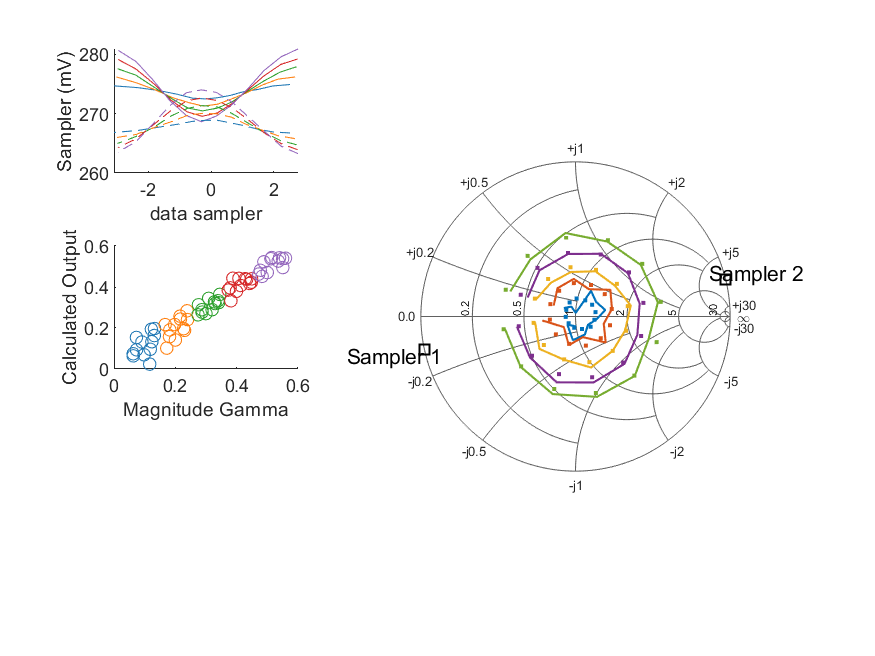 280
270
260
Sampler (mV)
-2 0 2
data sampler
0.6
0.4
0.2
0
Calculated Output
0 0.2 0.4 0.6
Magnitude Gamma
+j1
+j0.5
+j2
+j0.2
+j5
Sampler 2
0.0
0.2
0.5
1
2
5
30
+j30
∞
-j30
Sampler 1
-j0.2
-j5
-j0.5
-j2
-j1